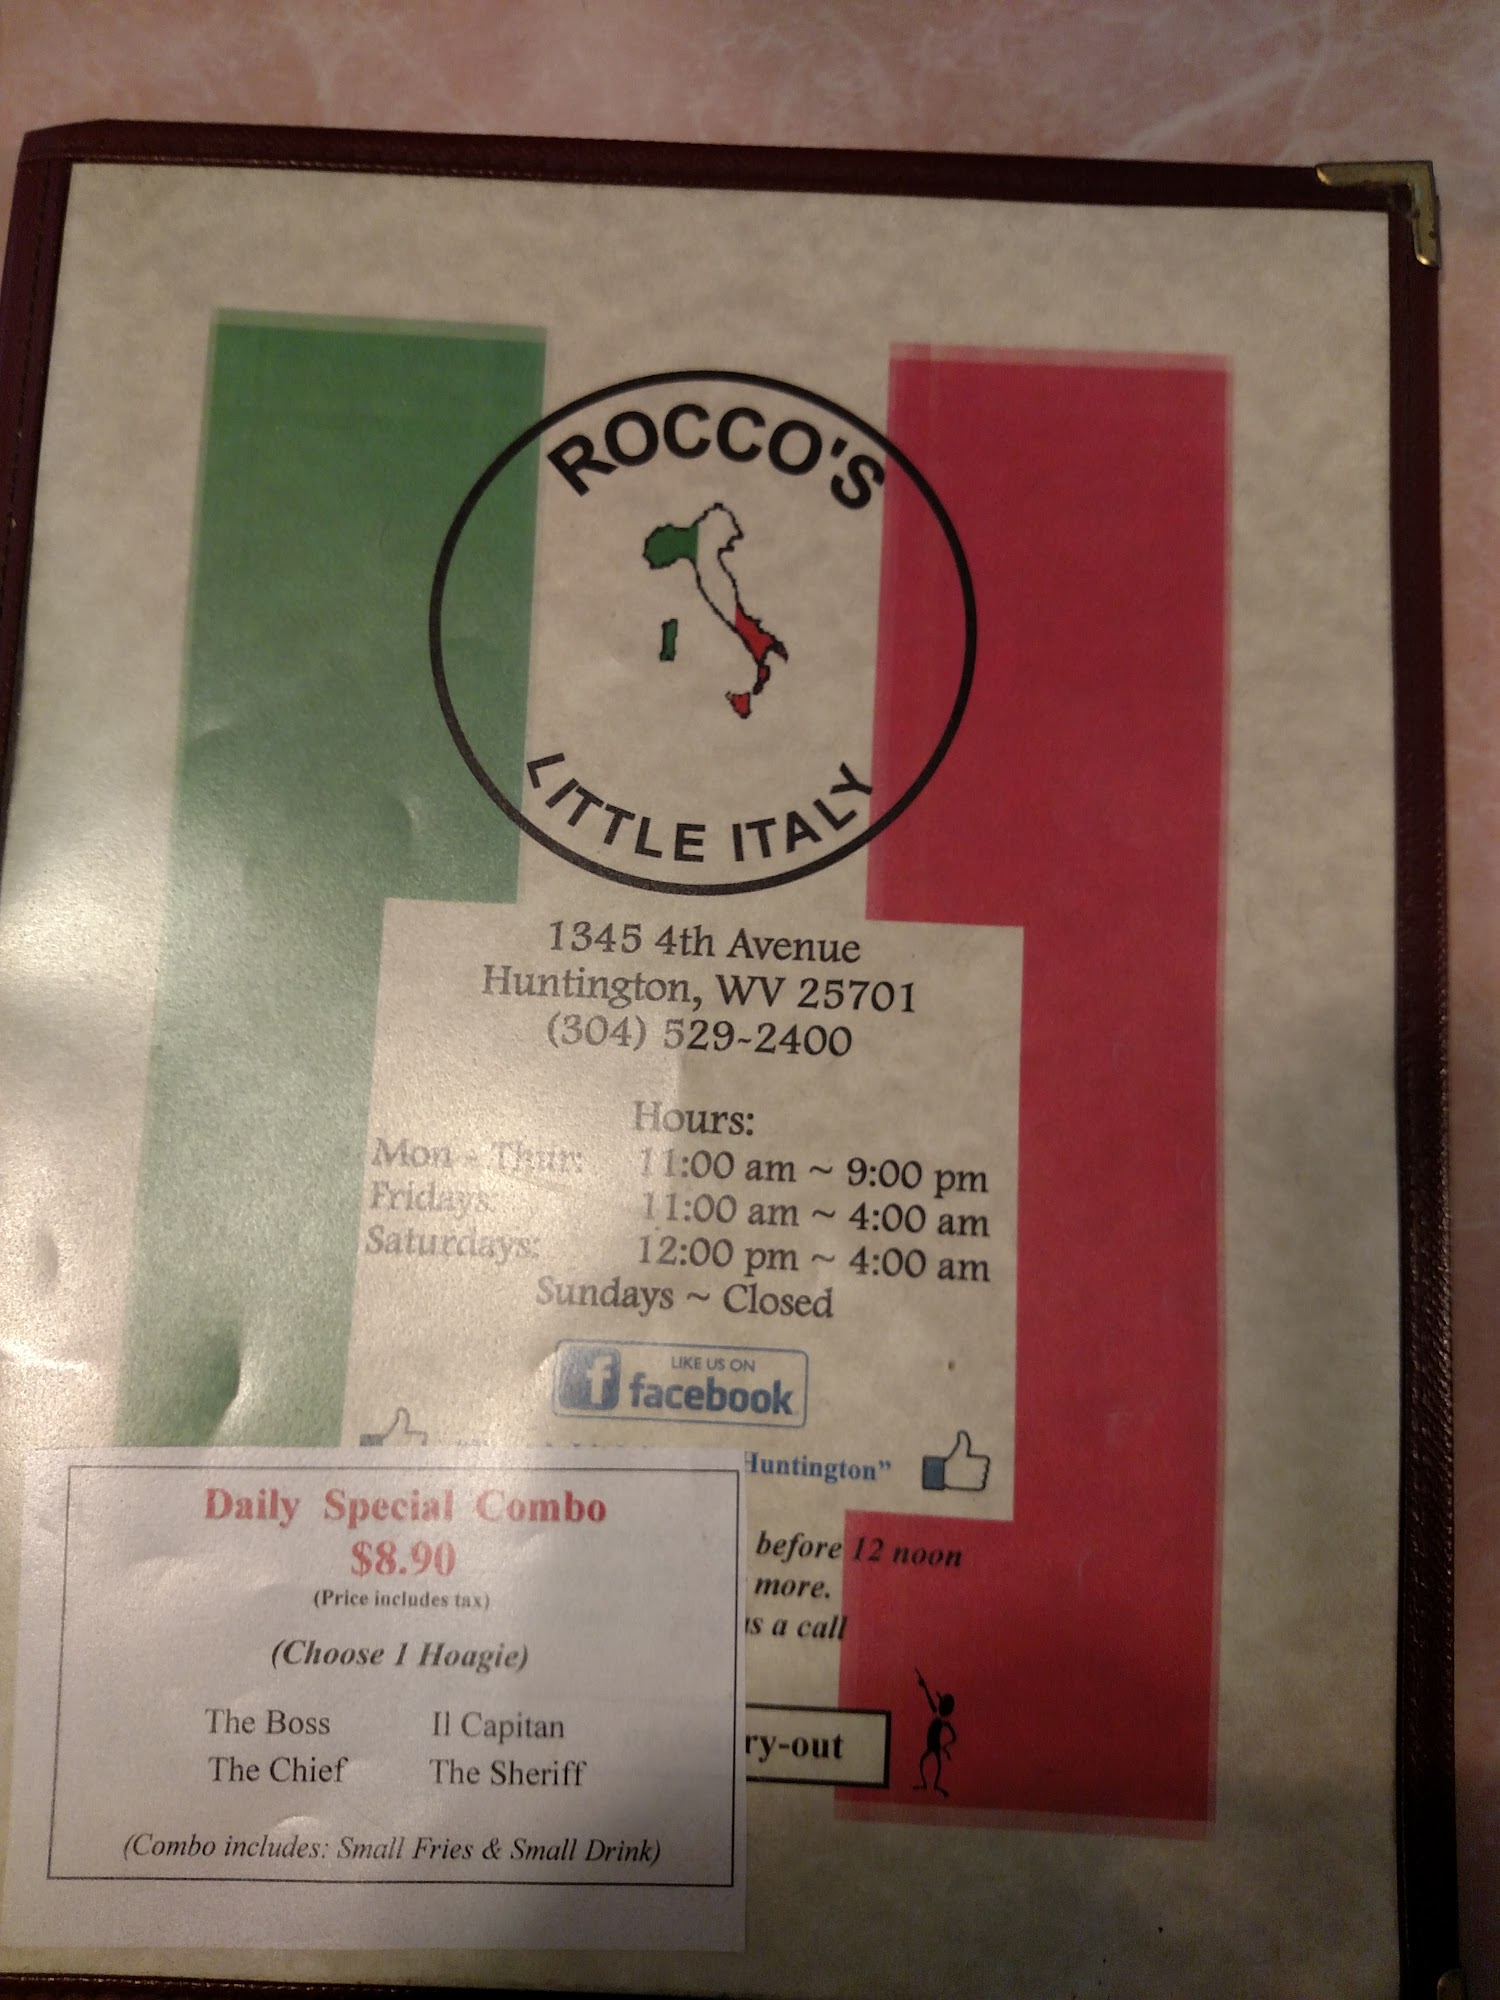 ROCCO'S
LITTLE ITALY
1345 4th Avenue
Huntington, WV 25701
(304) 529-2400
Hours:
Mon - Thur: 11:00 am ~ 9:00 pm
Fridays: 11:00 am ~ 4:00 am
Saturdays: 12:00 pm ~ 4:00 am
Sundays ~ Closed
f LIKE US ON
facebook
Huntington”
before 12 noon
more.
a call
ry-out
Daily Special Combo
$8.90
(Price includes tax)
(Choose 1 Hoagie)
The Boss Il Capitan
The Chief The Sheriff
(Combo includes: Small Fries & Small Drink)